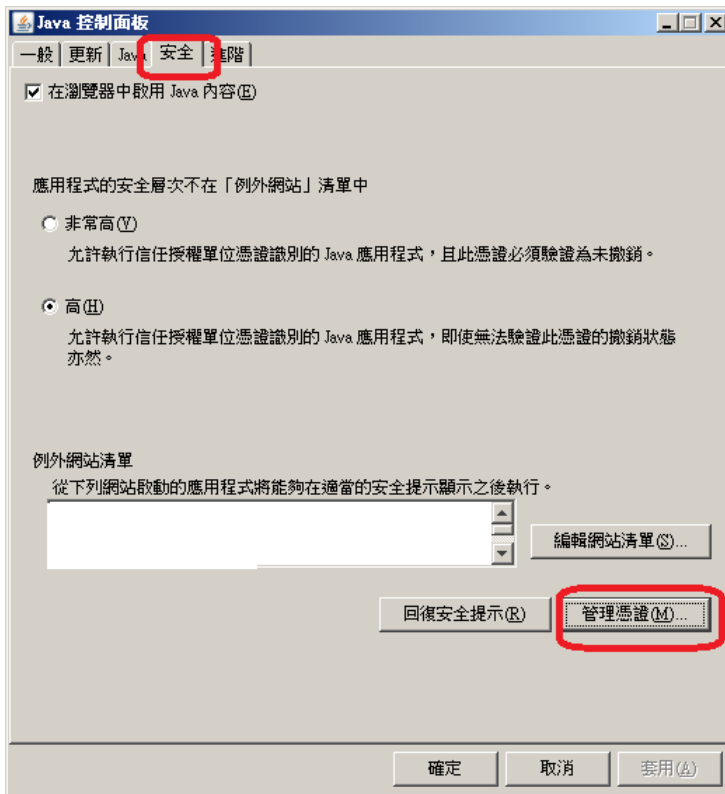 Java 控制面板
一般 更新 Java 安全 進階
在瀏覽器中啟用 Java 內容(E)
應用程式的安全層次不在「例外網站」清單中
非常高(V)
允許執行信任授權單位憑證識別的 Java 應用程式，且此憑證必須驗證為未撤銷。
高(H)
允許執行信任授權單位憑證識別的 Java 應用程式，即使無法驗證此憑證的撤銷狀態
亦然。
例外網站清單
從下列網站啟動的應用程式將能夠在適當的安全提示顯示之後執行。
編輯網站清單(S)...
回復安全提示(R) 管理憑證(M)...
確定 取消 套用(A)